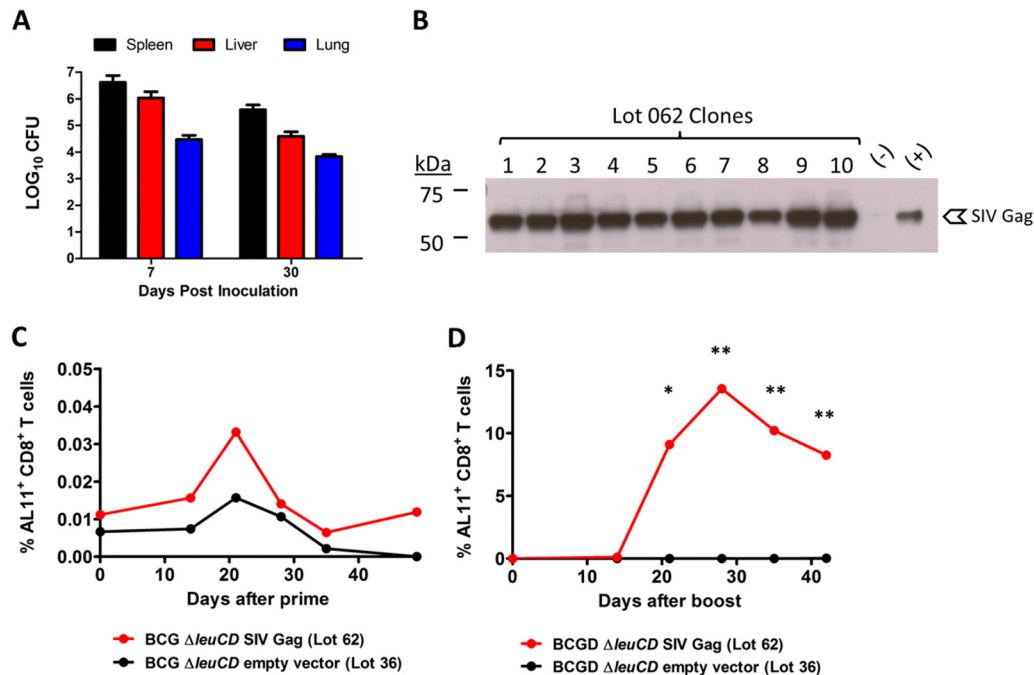 A
Spleen Liver Lung
LOG10 CFU
7
6
5
4
3
2
1
0
7 30
Days Post Inoculation
B
Lot 062 Clones
kDa
1 2 3 4 5 6 7 8 9 10 (-) (+)
75
50
SIV Gag
C
% AL11+ CD8+ T cells
0.05
0.04
0.03
0.02
0.01
0.00
0 10 20 30 40
Days after prime
BCG ΔleuCD SIV Gag (Lot 62)
BCG ΔleuCD empty vector (Lot 36)
D
% AL11+ CD8+ T cells
15
10
5
0
* ** ** **
0 10 20 30 40
Days after boost
BCGD ΔleuCD SIV Gag (Lot 62)
BCGD ΔleuCD empty vector (Lot 36)